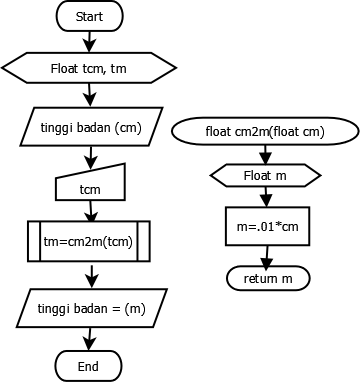 Start
Float tcm, tm
tinggi badan (cm)
tcm
tm=cm2m(tcm)
tinggi badan = (m)
End
float cm2m(float cm)
Float m
m=.01*cm
return m